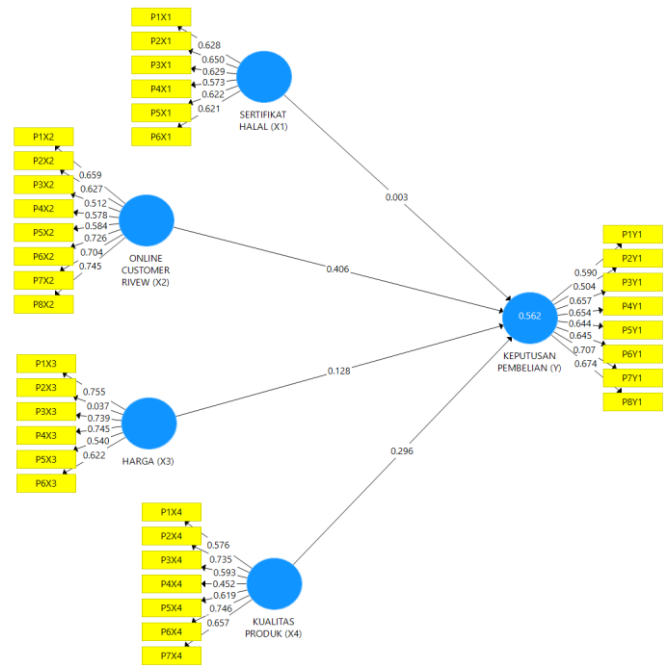 P1X1
P2X1
P3X1
P4X1
P5X1
P6X1
0.628
0.650
0.629
0.573
0.622
0.621
SERTIFIKAT
HALAL (X1)
0.003
P1X2
P2X2
P3X2
P4X2
P5X2
P6X2
P7X2
P8X2
0.659
0.627
0.512
0.578
0.584
0.726
0.704
0.745
ONLINE
CUSTOMER
RIVEW (X2)
0.406
P1X3
P2X3
P3X3
P4X3
P5X3
P6X3
0.755
0.037
0.739
0.745
0.540
0.622
HARGA (X3)
0.128
P1X4
P2X4
P3X4
P4X4
P5X4
P6X4
P7X4
0.576
0.735
0.593
0.452
0.619
0.746
0.657
KUALITAS
PRODUK (X4)
0.296
0.562
KEPUTUSAN
PEMBELIAN (Y)
0.590
0.504
0.657
0.654
0.644
0.645
0.707
0.674
P1Y1
P2Y1
P3Y1
P4Y1
P5Y1
P6Y1
P7Y1
P8Y1